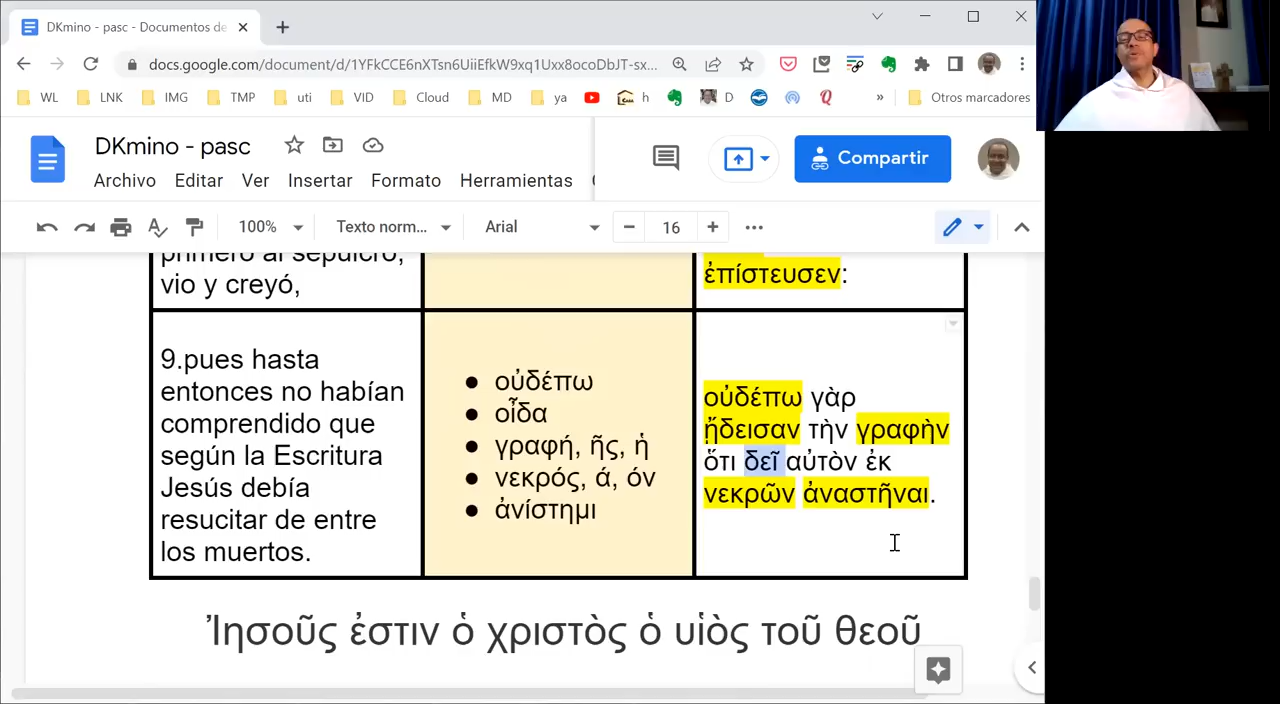 DKmino - pasc - Documentos de
docs.google.com/document/d/1YFkCCE6nXScn6UiiEfkW9xq1Uxx8ocoDbJT-sx...
WL LNK IMG TMP uti VID Cloud MD ya h D » Otros marcadores
DKmino - pasc
Compartir
Archivo Editar Ver Insertar Formato Herramientas
100% Texto norm... Arial 16
primero al sepulcro,
vio y creyó,
ἐπίστευσεν:
9.pues hasta
entonces no habían
comprendido que
según la Escritura
Jesús debía
resucitar de entre
los muertos.
● οὐδέπω
● οἶδα
● γραφή, ῆς, ἡ
● νεκρός, ά, όν
● ἀνίστημι
οὐδέπω γὰρ
ᾔδεισαν τὴν γραφὴν
ὅτι δεῖ αὐτὸν ἐκ
νεκρῶν ἀναστῆναι.
Ἰησοῦς ἐστιν ὁ χριστὸς ὁ υἱὸς τοῦ θεοῦ